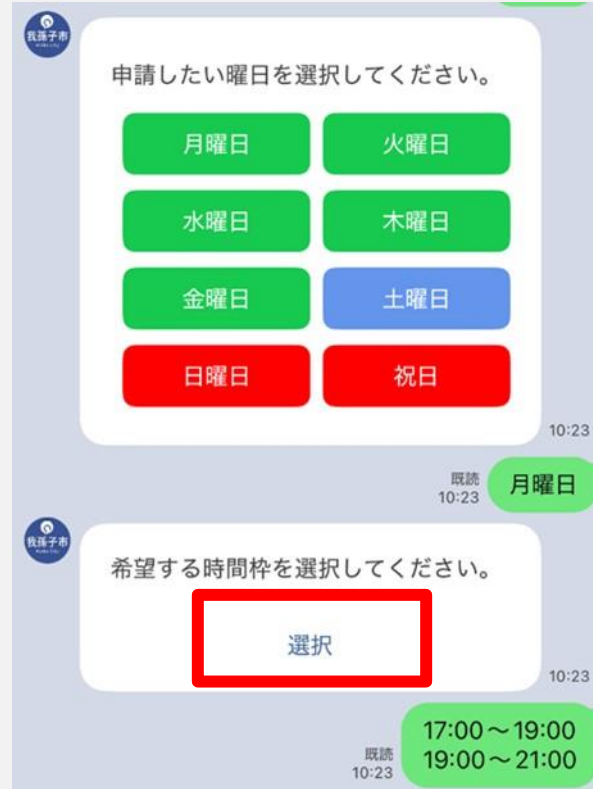 我孫子市
申請したい曜日を選択してください。
月曜日
火曜日
水曜日
木曜日
金曜日
土曜日
日曜日
祝日
10:23
既読
10:23
月曜日
我孫子市
希望する時間枠を選択してください。
選択
10:23
17:00～19:00
19:00～21:00
既読
10:23